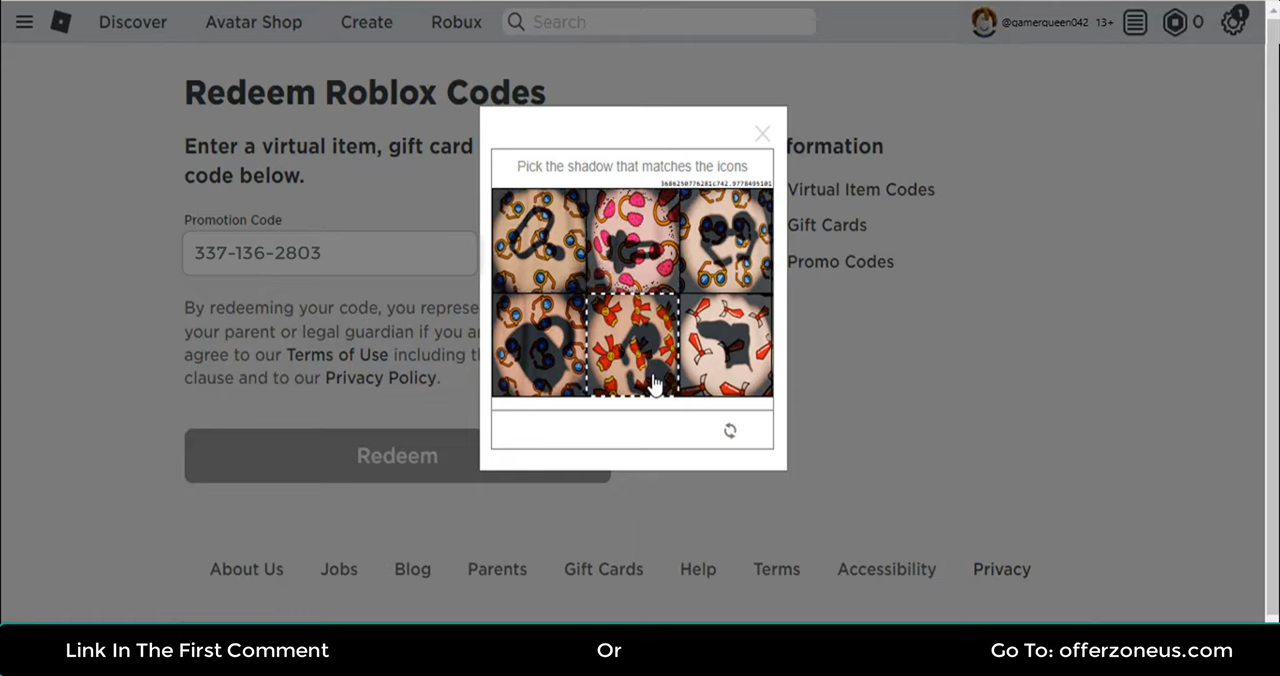 Discover Avatar Shop Create Robux Search @gamerqueen042 13+ 0 1
Redeem Roblox Codes
Enter a virtual item, gift card
code below.
Promotion Code
337-136-2803
By redeeming your code, you represe
your parent or legal guardian if you a
agree to our Terms of Use including t
clause and to our Privacy Policy.
Redeem
Pick the shadow that matches the icons
formation
Virtual Item Codes
Gift Cards
Promo Codes
About Us Jobs Blog Parents Gift Cards Help Terms Accessibility Privacy
Link In The First Comment Or Go To: offerzoneus.com